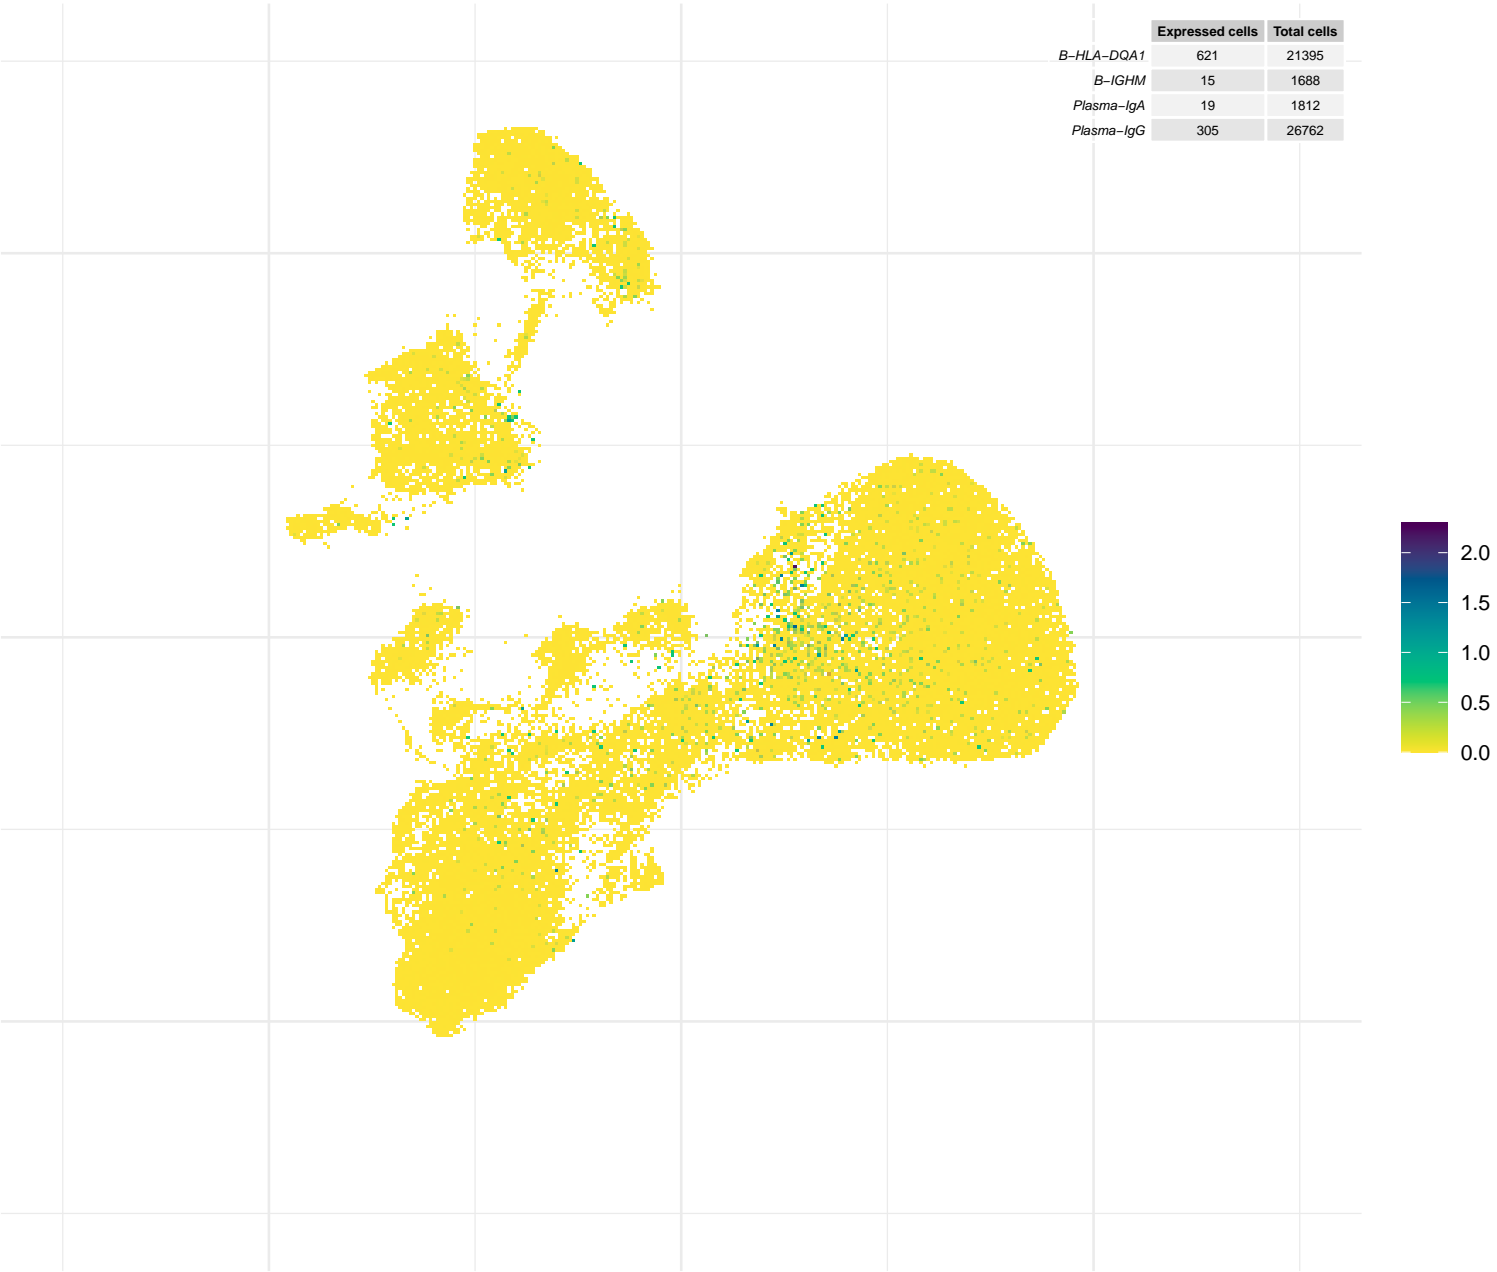 Expressed cells Total cells
B−HLA−DQA1 621 21395
B−IGHM 15 1688
Plasma−IgA 19 1812
Plasma−IgG 305 26762
2.0
1.5
1.0
0.5
0.0